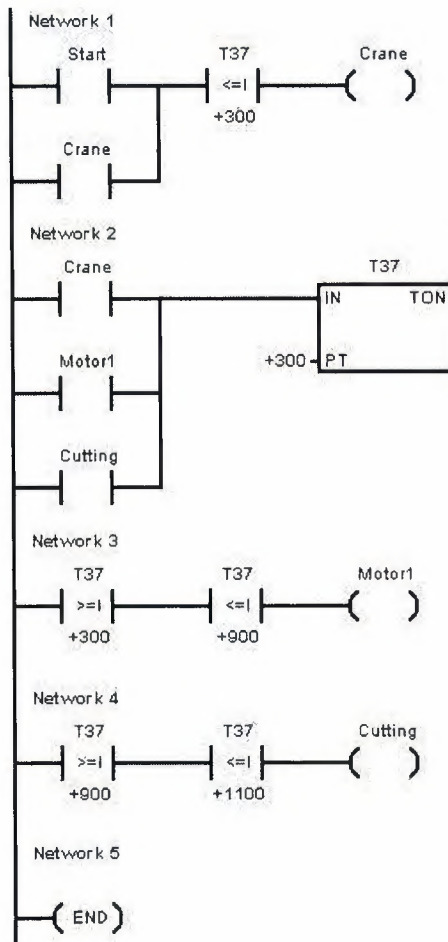 Network 1
Start T37 Crane
<=I
+300
Crane
Network 2
Crane T37
IN TON
Motor1 +300 PT
Cutting
Network 3
T37 T37 Motor1
>=I <=I
+300 +900
Network 4
T37 T37 Cutting
>=I <=I
+900 +1100
Network 5
END